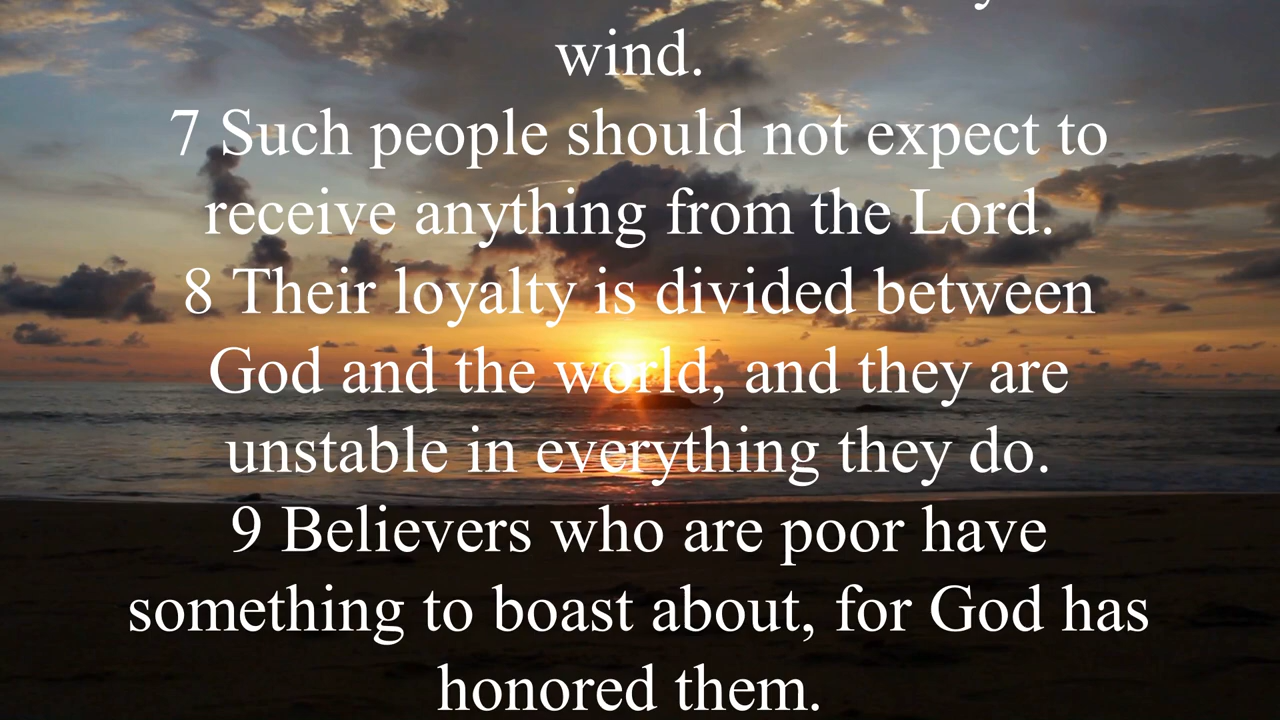 wind.
7 Such people should not expect to
receive anything from the Lord.
8 Their loyalty is divided between
God and the world, and they are
unstable in everything they do.
9 Believers who are poor have
something to boast about, for God has
honored them.